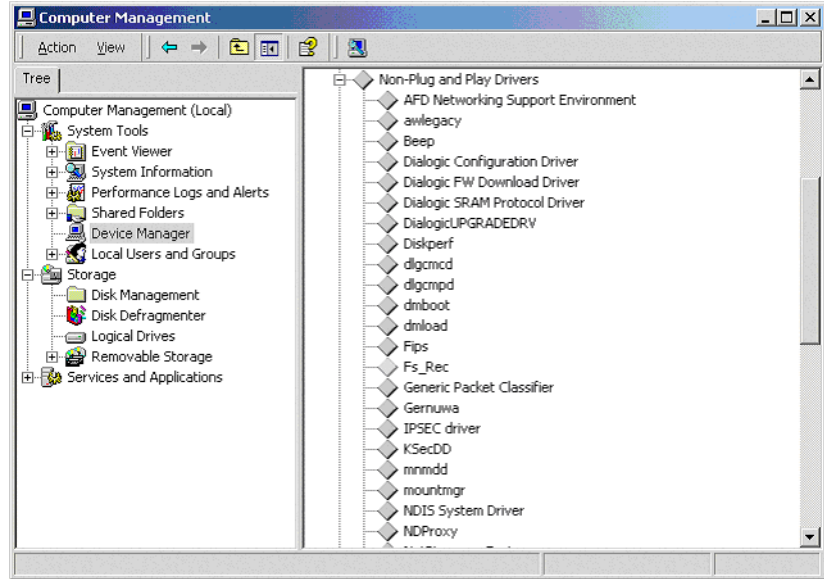 Computer Management
Action View
Tree
Computer Management (Local)
System Tools
Event Viewer
System Information
Performance Logs and Alerts
Shared Folders
Device Manager
Local Users and Groups
Storage
Disk Management
Disk Defragmenter
Logical Drives
Removable Storage
Services and Applications
Non-Plug and Play Drivers
AFD Networking Support Environment
awlegacy
Beep
Dialogic Configuration Driver
Dialogic FW Download Driver
Dialogic SRAM Protocol Driver
DialogicUPGRADEDRV
Diskperf
dlgcmcd
dlgcmpd
dmboot
dmload
Fips
Fs_Rec
Generic Packet Classifier
Gernuwa
IPSEC driver
KSecDD
mnmdd
mountmgr
NDIS System Driver
NDProxy